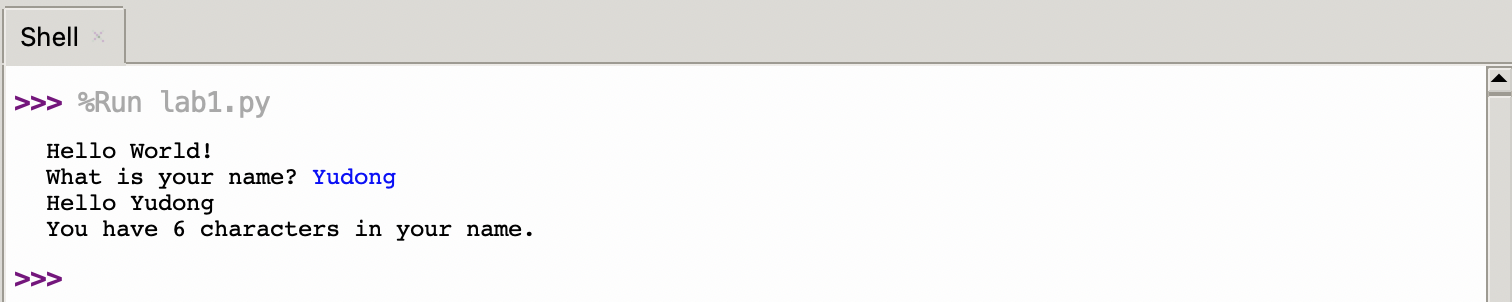 Shell
>>> %Run lab1.py
Hello World!
What is your name? Yudong
Hello Yudong
You have 6 characters in your name.
>>>